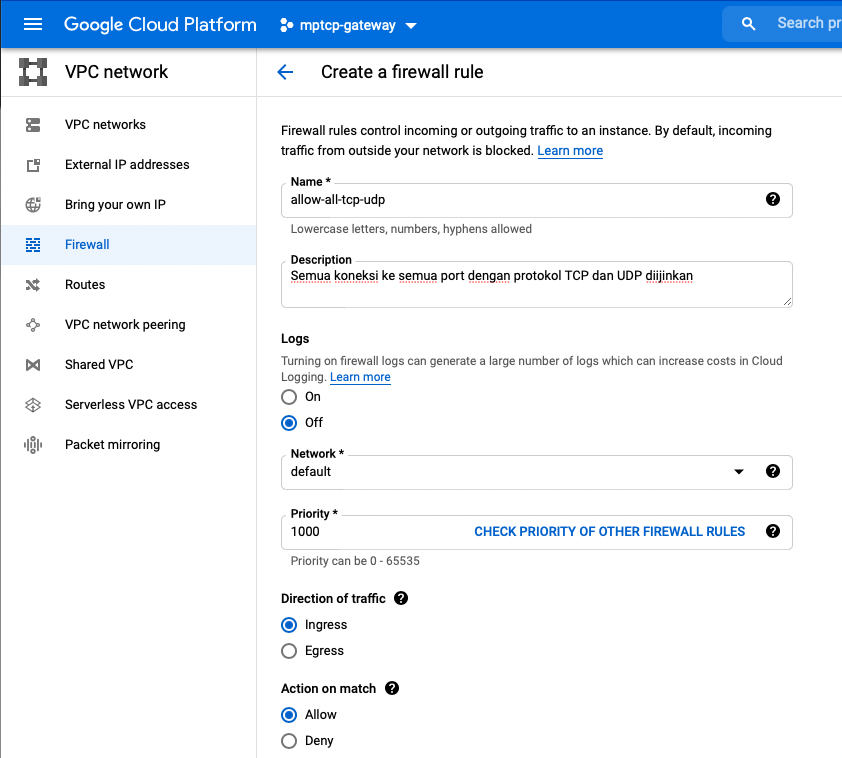 Google Cloud Platform
mptcp-gateway
Search pr
VPC network
Create a firewall rule
VPC networks
External IP addresses
Bring your own IP
Firewall
Routes
VPC network peering
Shared VPC
Serverless VPC access
Packet mirroring
Firewall rules control incoming or outgoing traffic to an instance. By default, incoming
traffic from outside your network is blocked. Learn more
Name *
allow-all-tcp-udp
Lowercase letters, numbers, hyphens allowed
Description
Semua koneksi ke semua port dengan protokol TCP dan UDP diijinkan
Logs
Turning on firewall logs can generate a large number of logs which can increase costs in Cloud
Logging. Learn more
On
Off
Network *
default
Priority *
1000 CHECK PRIORITY OF OTHER FIREWALL RULES
Priority can be 0 - 65535
Direction of traffic
Ingress
Egress
Action on match
Allow
Deny